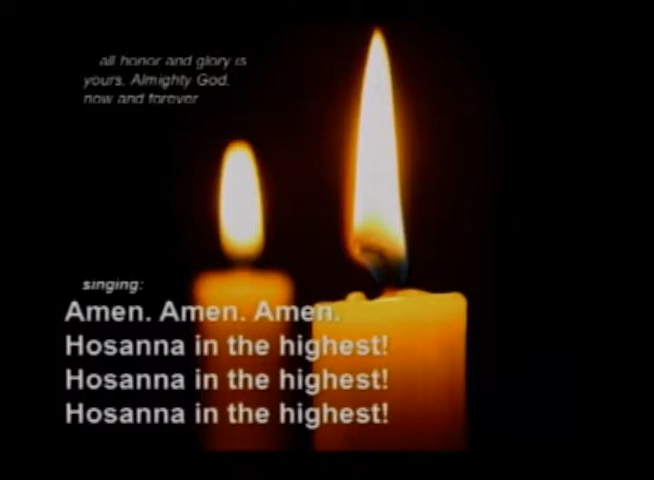 all honor and glory is
yours, Almighty God,
now and forever
singing:
Amen. Amen. Amen.
Hosanna in the highest!
Hosanna in the highest!
Hosanna in the highest!